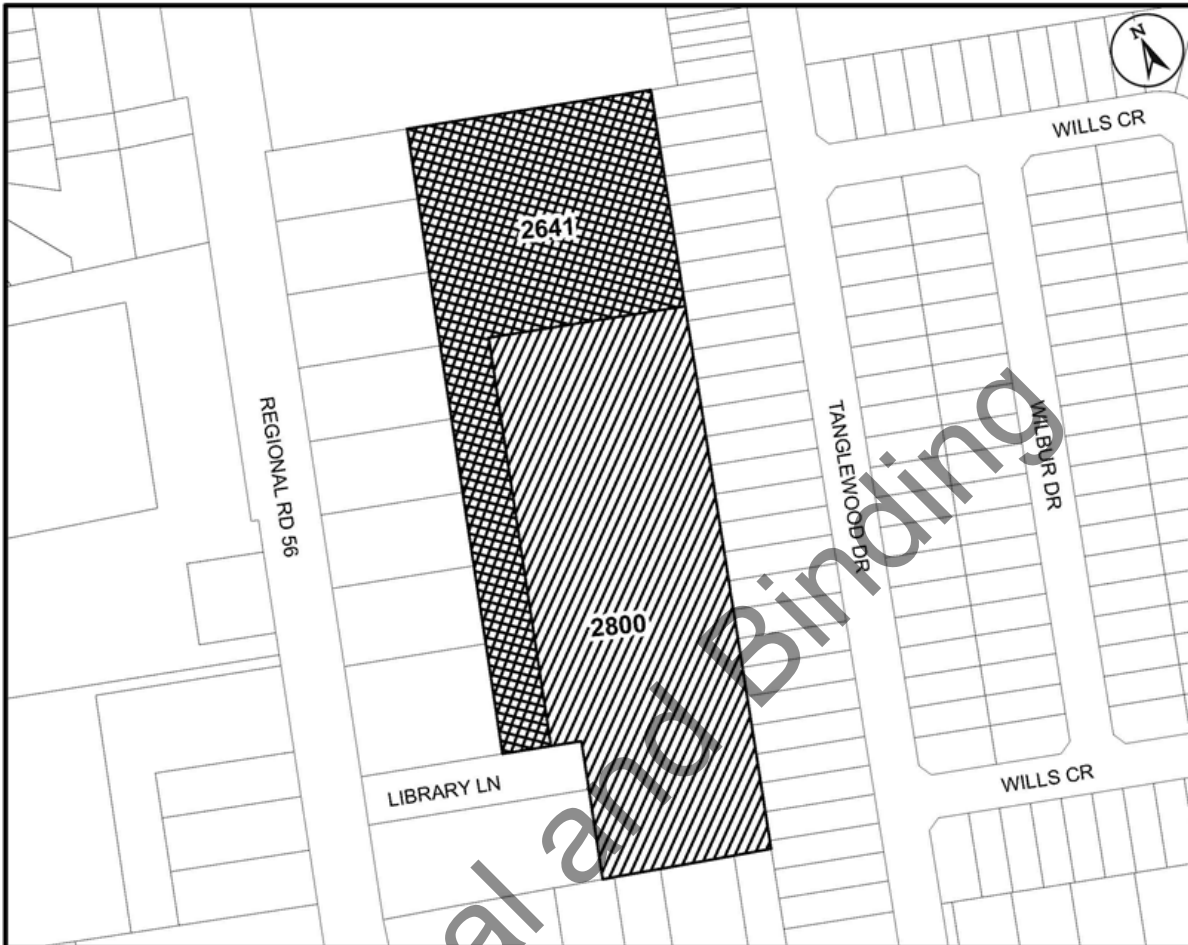 N
WILLS CR
2641
REGIONAL RD 56
TANGLEWOOD DR
WILBUR DR
2800
WILLS CR
LIBRARY LN
al and Binding